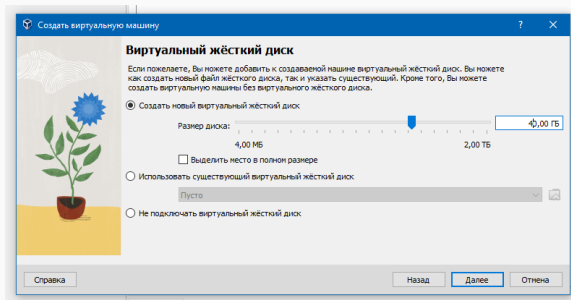 Создать виртуальную машину
Виртуальный жёсткий диск
Если пожелаете, Вы можете добавить к создаваемой машине виртуальный жёсткий диск. Вы можете
как создать новый файл жёсткого диска, так и указать существующий. Кроме того, Вы можете
создать виртуальную машины без виртуального жёсткого диска.
Создать новый виртуальный жёсткий диск
Размер диска:
40,00 ГБ
4,00 МБ
2,00 ТБ
Выделить место в полном размере
Использовать существующий виртуальный жёсткий диск
Пусто
Не подключать виртуальный жёсткий диск
Справка
Назад
Далее
Отмена